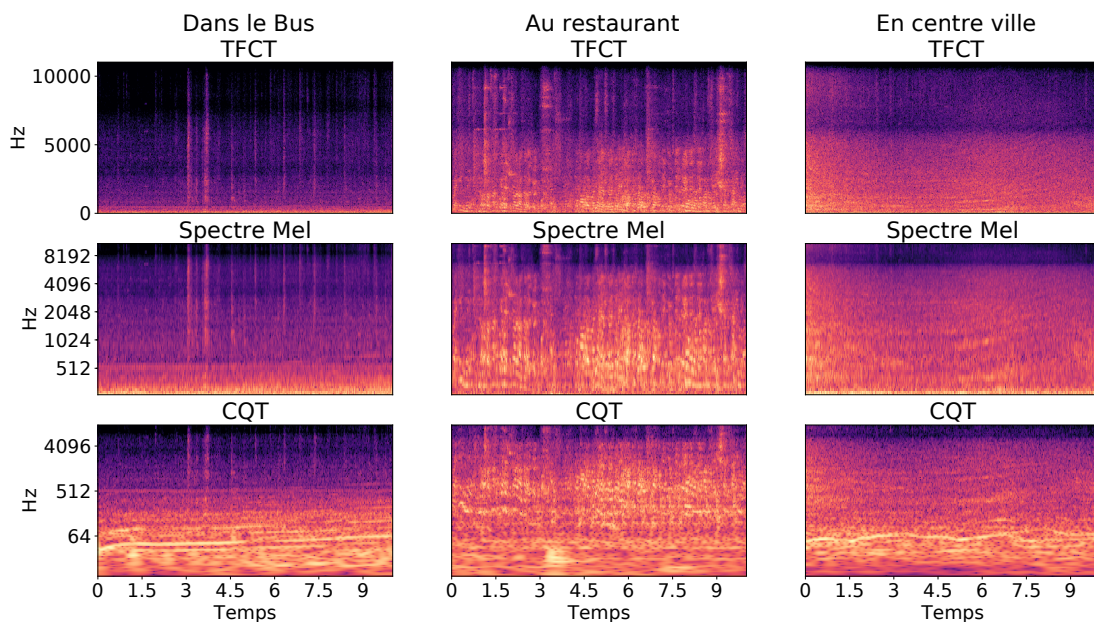 Dans le Bus
TFCT
Au restaurant
TFCT
En centre ville
TFCT
Hz
10000
5000
0
Spectre Mel
Spectre Mel
Spectre Mel
Hz
8192
4096
2048
1024
512
CQT
CQT
CQT
Hz
4096
512
64
0 1.5 3 4.5 6 7.5 9
Temps
0 1.5 3 4.5 6 7.5 9
Temps
0 1.5 3 4.5 6 7.5 9
Temps